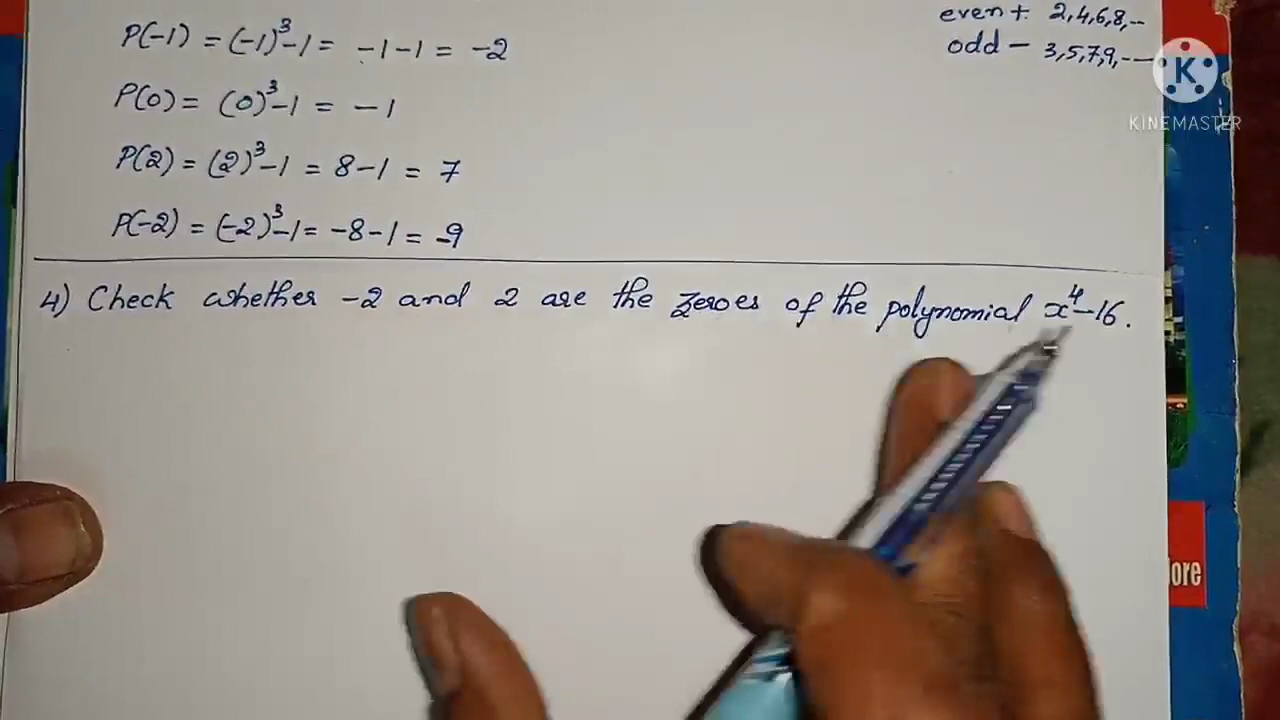 P(-1) = (-1)³-1 = -1-1 = -2
even + 2,4,6,8,--
odd - 3,5,7,9,----
K
KINEMASTER
P(0) = (0)³-1 = -1
P(2) = (2)³-1 = 8-1 = 7
P(-2) = (-2)³-1 = -8-1 = -9
4) Check whether -2 and 2 are the zeroes of the polynomial x⁴-16.
ore